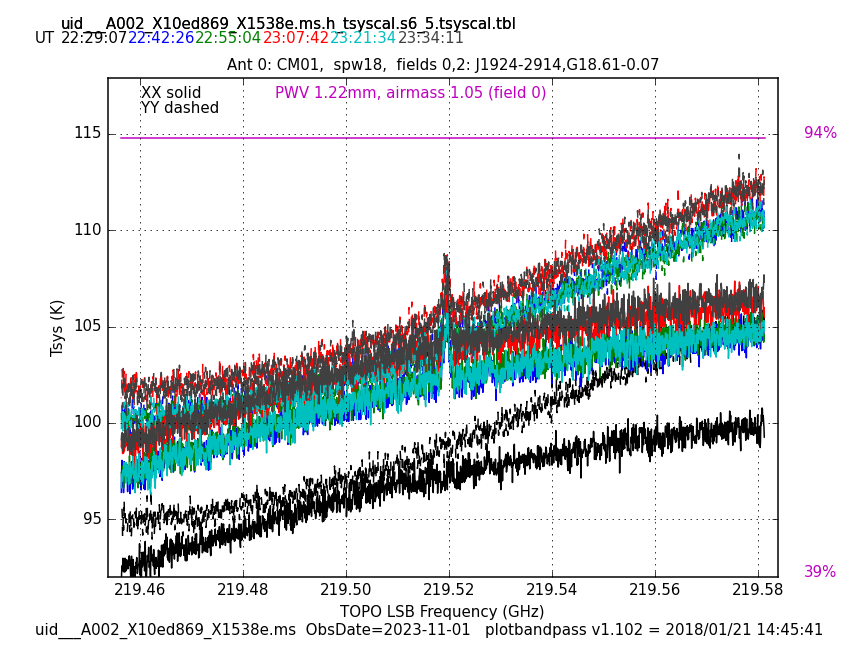 uid___A002_X10ed869_X1538e.ms.h_tsyscal.s6_5.tsyscal.tbl
UT 22:29:07 22:42:26 22:55:04 23:07:42 23:21:34 23:34:11
Ant 0: CM01,  spw18,  fields 0,2: J1924-2914,G18.61-0.07
XX solid
PWV 1.22mm, airmass 1.05 (field 0)
YY dashed
115
94%
110
105
Tsys (K)
100
95
39%
219.46 219.48 219.50 219.52 219.54 219.56 219.58
TOPO LSB Frequency (GHz)
uid___A002_X10ed869_X1538e.ms  ObsDate=2023-11-01   plotbandpass v1.102 = 2018/01/21 14:45:41